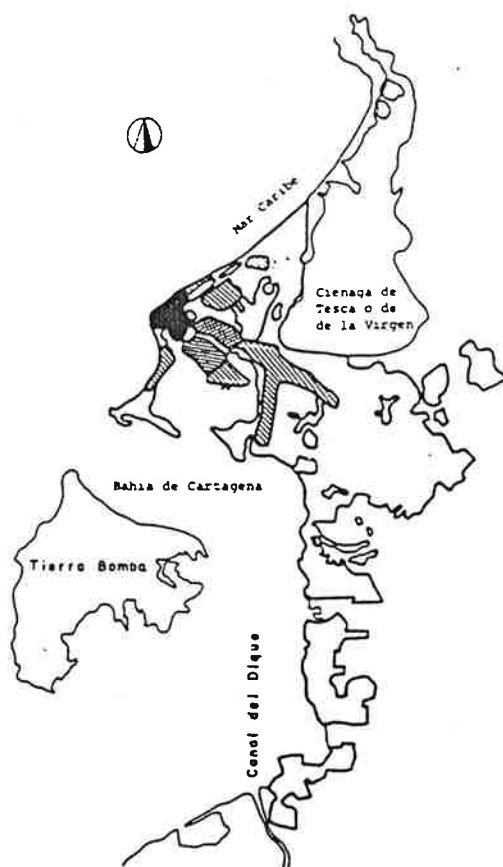 Mar Caribe
Cienaga de
Tesca o de
de la Virgen
Bahia de Cartagena
Tierra Bomba
Canal del Dique